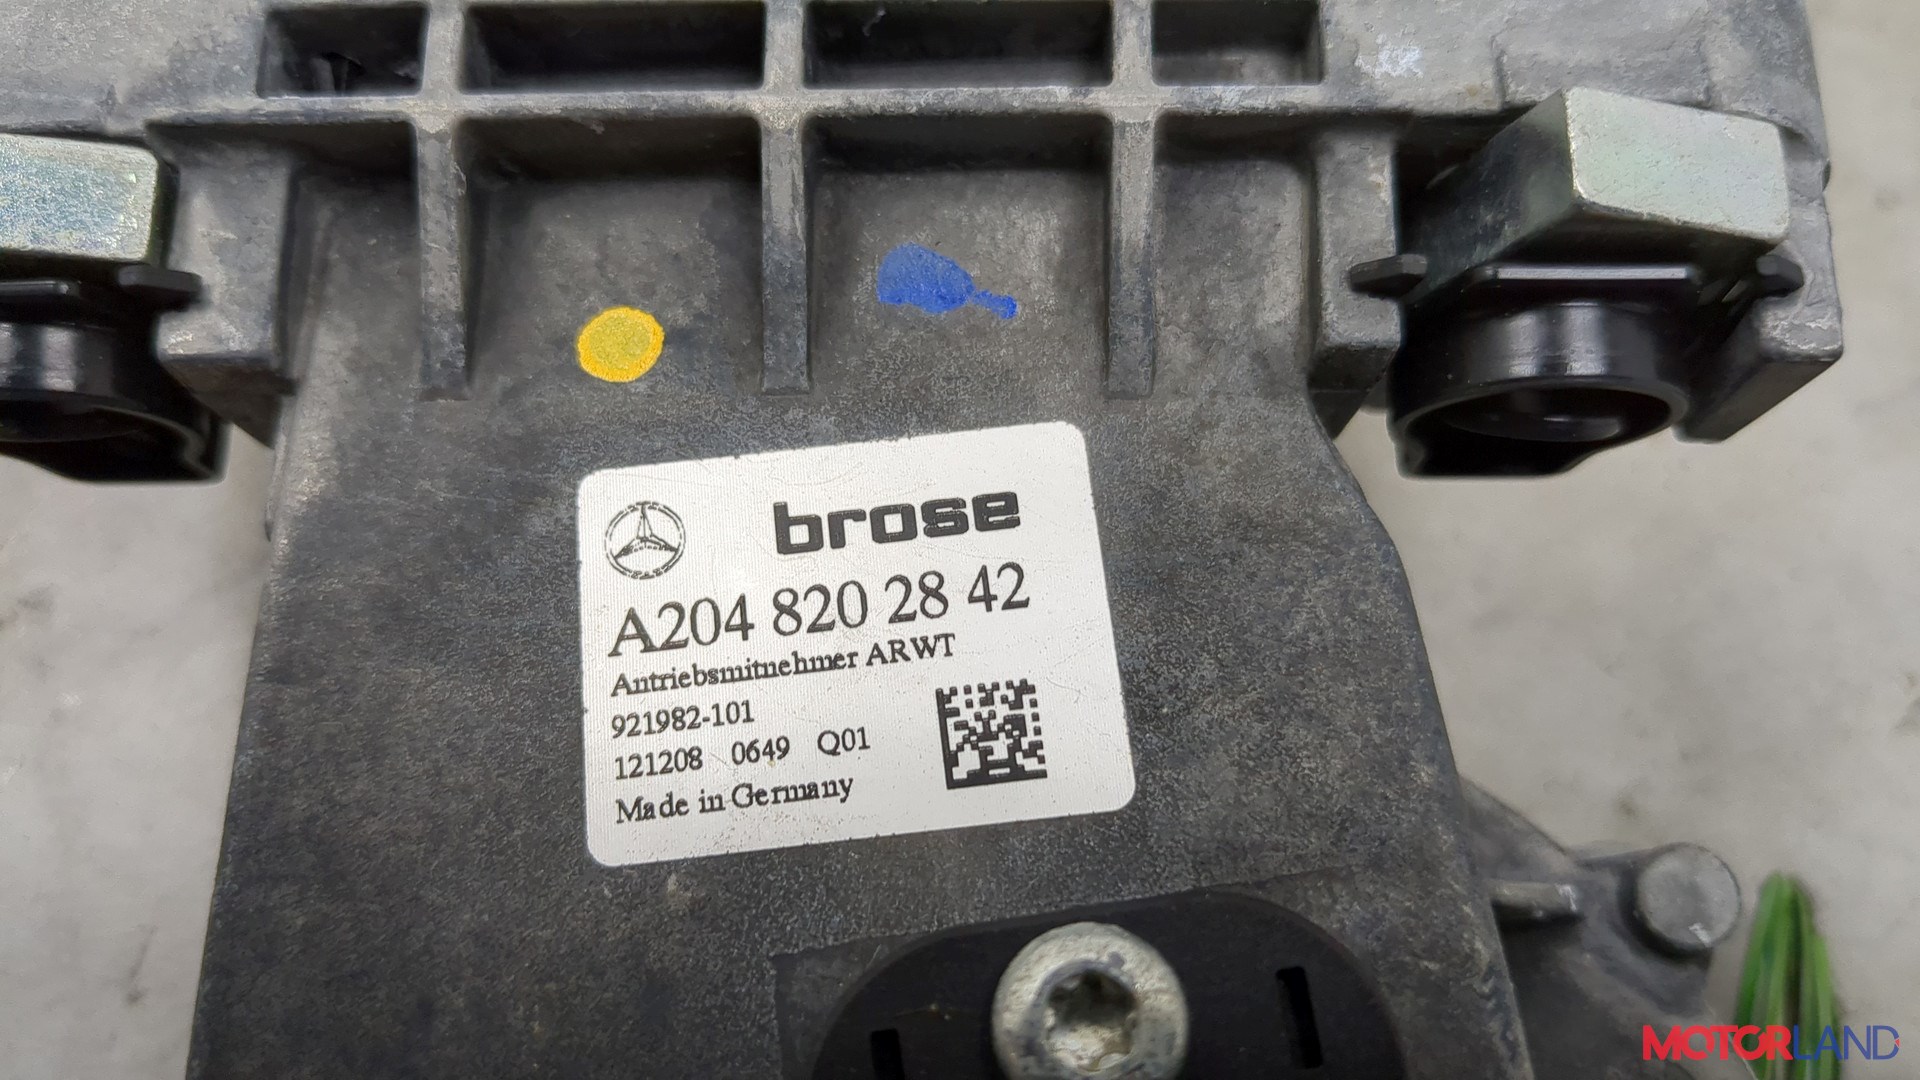 brose
A204 820 28 42
Antriebsmitnehmer ARWT
921982-101
121208 0649 Q01
Made in Germany
MOTORLAND